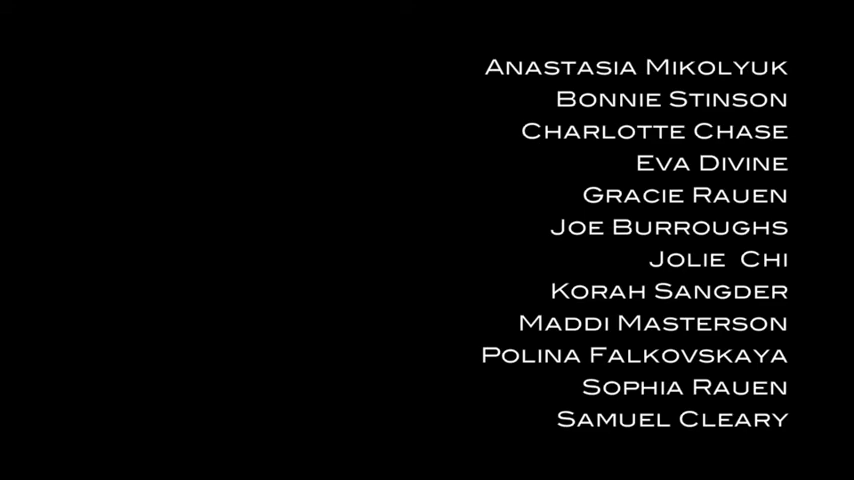 Anastasia Mikolyuk
Bonnie Stinson
Charlotte Chase
Eva Divine
Gracie Rauen
Joe Burroughs
Jolie  Chi
Korah Sangder
Maddi Masterson
Polina Falkovskaya
Sophia Rauen
Samuel Cleary